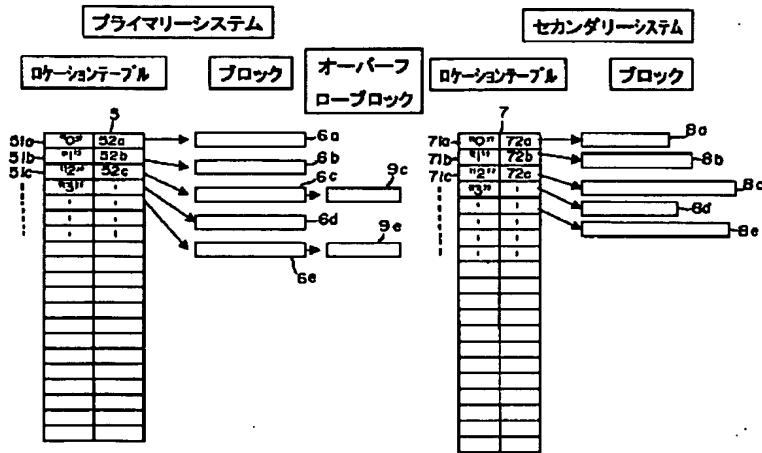 プライマリーシステム
セカンダリーシステム
ロケーションテーブル
ブロック
オーバーフ
ローブロック
ロケーションテーブル
ブロック
5
51a "0" 52a
51b "1" 52b
51c "2" 52c
"3"
6a
6b
6c
9c
6d
9e
6e
7
71a "0" 72a
71b "1" 72b
71c "2" 72c
"3"
8a
8b
8c
8d
8e